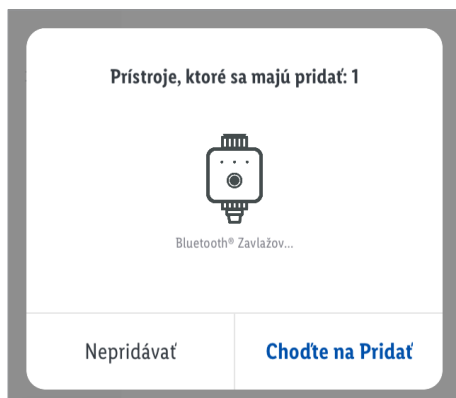 Prístroje, ktoré sa majú pridať: 1
Bluetooth® Zavlažov...
Nepridávať
Choďte na Pridať